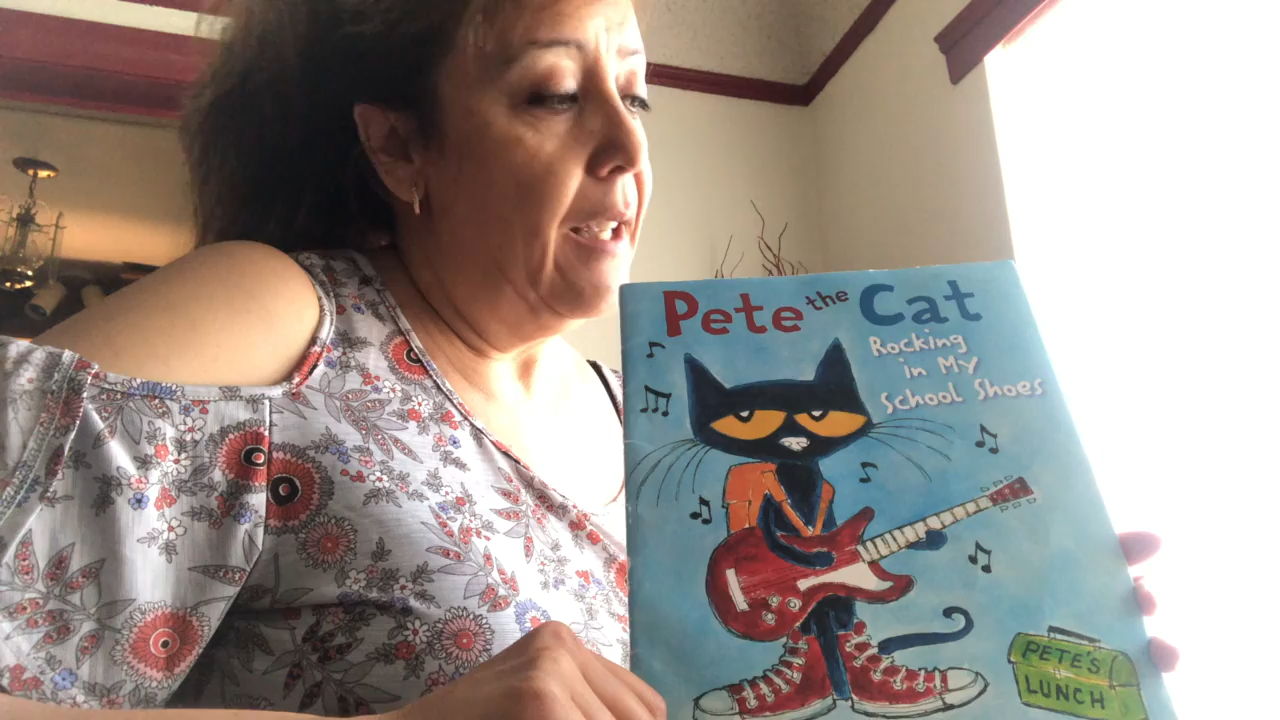 Pete the Cat
Rocking
in My
School Shoes
PETE'S
LUNCH